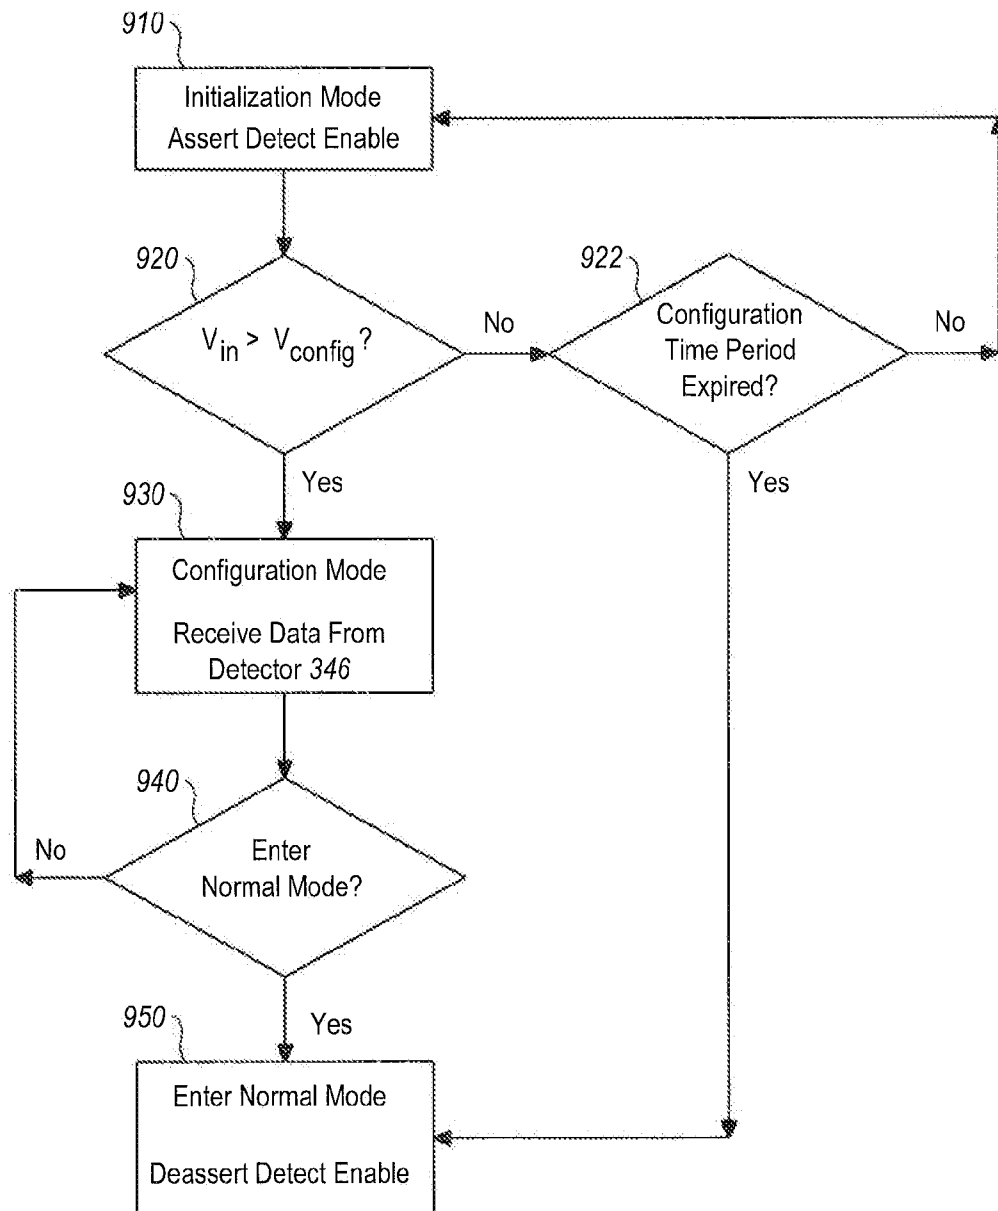 910
Initialization Mode
Assert Detect Enable
920
V_in > V_config?
No
922
Configuration
Time Period
Expired?
No
Yes
Yes
930
Configuration Mode
Receive Data From
Detector 346
940
Enter
Normal Mode?
No
Yes
950
Enter Normal Mode
Deassert Detect Enable